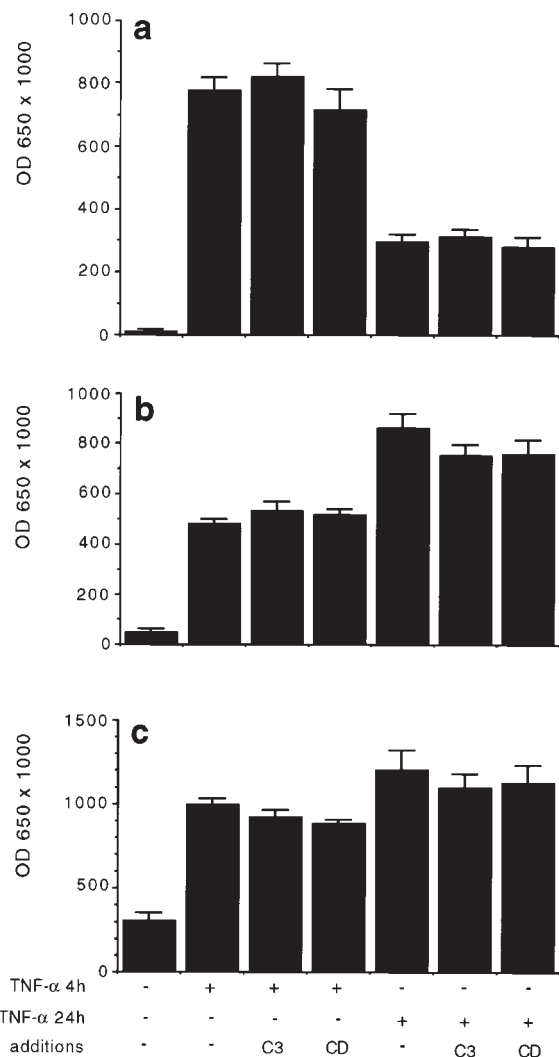 a
OD 650 x 1000
1000
800
600
400
200
0
b
OD 650 x 1000
1000
800
600
400
200
0
c
OD 650 x 1000
1500
1000
500
0
TNF-α 4h - + + + - - -
TNF-α 24h - - - - + + +
additions - - C3 CD - C3 CD